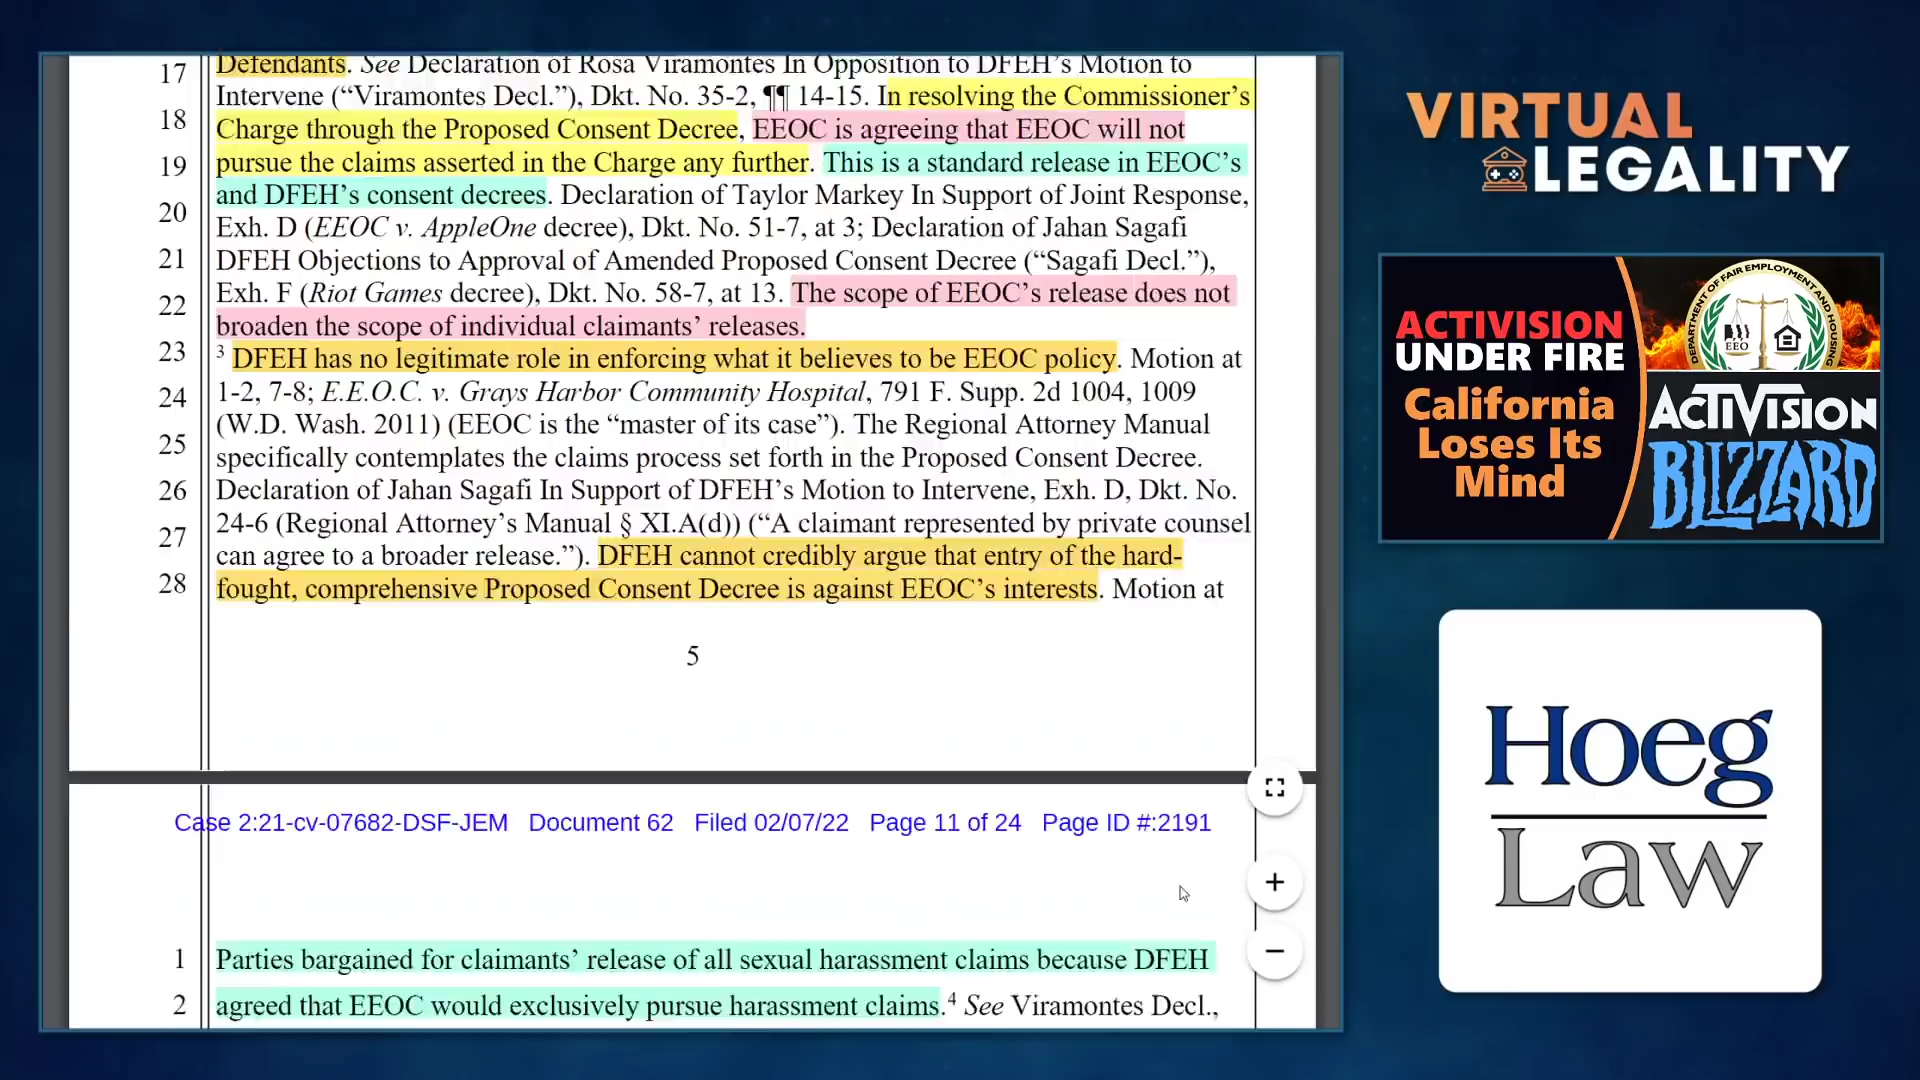 17 Defendants. See Declaration of Rosa Viramontes In Opposition to DFEH's Motion to
Intervene (“Viramontes Decl.”), Dkt. No. 35-2, ¶¶ 14-15. In resolving the Commissioner's
18 Charge through the Proposed Consent Decree, EEOC is agreeing that EEOC will not
19 pursue the claims asserted in the Charge any further. This is a standard release in EEOC's
and DFEH's consent decrees. Declaration of Taylor Markey In Support of Joint Response,
20 Exh. D (EEOC v. AppleOne decree), Dkt. No. 51-7, at 3; Declaration of Jahan Sagafi
21 DFEH Objections to Approval of Amended Proposed Consent Decree (“Sagafi Decl.”),
22 Exh. F (Riot Games decree), Dkt. No. 58-7, at 13. The scope of EEOC's release does not
broaden the scope of individual claimants' releases.
23 3 DFEH has no legitimate role in enforcing what it believes to be EEOC policy. Motion at
24 1-2, 7-8; E.E.O.C. v. Grays Harbor Community Hospital, 791 F. Supp. 2d 1004, 1009
(W.D. Wash. 2011) (EEOC is the “master of its case”). The Regional Attorney Manual
25 specifically contemplates the claims process set forth in the Proposed Consent Decree.
26 Declaration of Jahan Sagafi In Support of DFEH's Motion to Intervene, Exh. D, Dkt. No.
24-6 (Regional Attorney's Manual § XI.A(d)) (“A claimant represented by private counsel
27 can agree to a broader release.”). DFEH cannot credibly argue that entry of the hard-
28 fought, comprehensive Proposed Consent Decree is against EEOC's interests. Motion at
5
Case 2:21-cv-07682-DSF-JEM Document 62 Filed 02/07/22 Page 11 of 24 Page ID #:2191
1 Parties bargained for claimants' release of all sexual harassment claims because DFEH
2 agreed that EEOC would exclusively pursue harassment claims.4 See Viramontes Decl.,
VIRTUAL
LEGALITY
ACTIVISION
UNDER FIRE
California
Loses Its
Mind
DEPARTMENT OF FAIR EMPLOYMENT AND HOUSING
EEO
ACTIVISION
BLIZZARD
Hoeg
Law